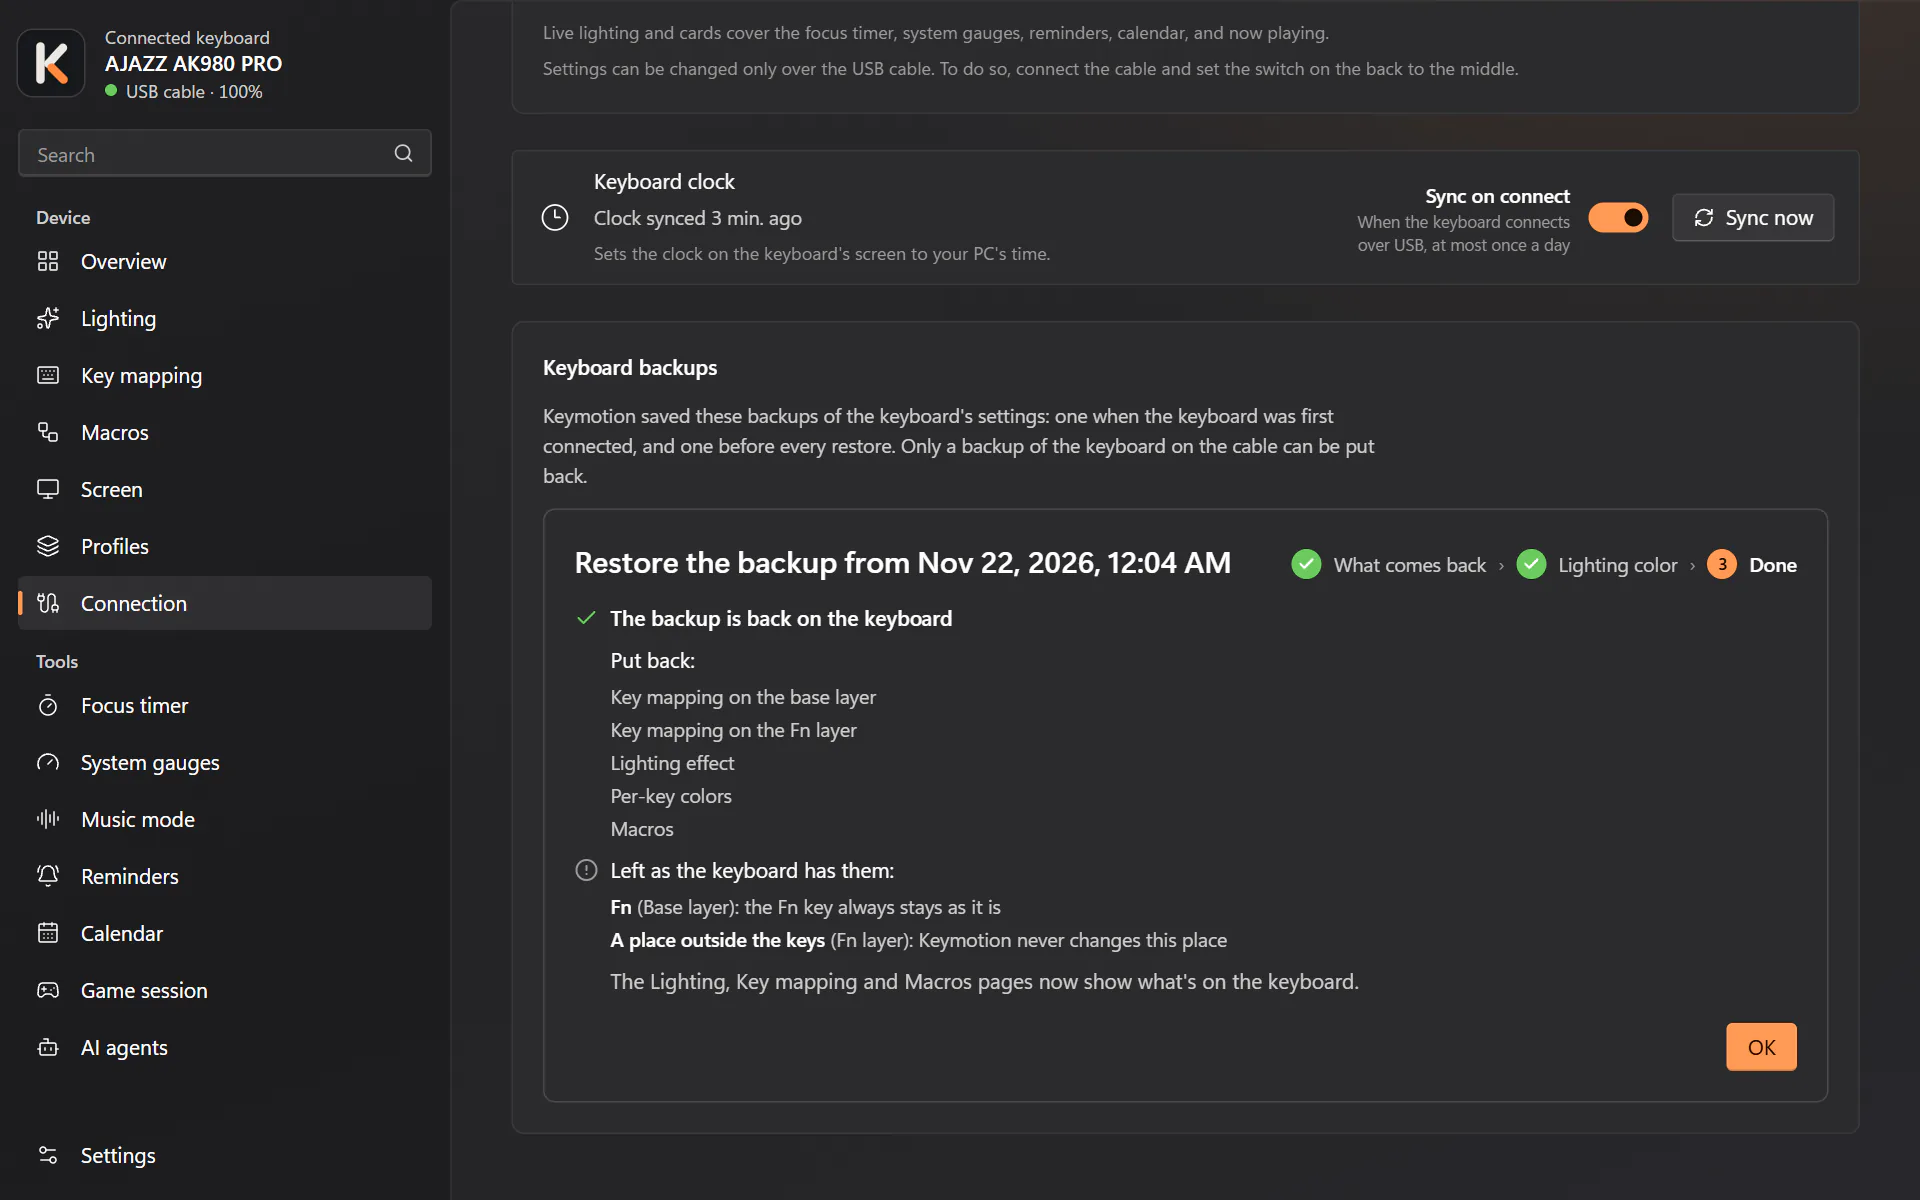 Connected keyboard
AJAZZ AK980 PRO
USB cable · 100%
Search
Device
Overview
Lighting
Key mapping
Macros
Screen
Profiles
Connection
Tools
Focus timer
System gauges
Music mode
Reminders
Calendar
Game session
AI agents
Settings
Live lighting and cards cover the focus timer, system gauges, reminders, calendar, and now playing.
Settings can be changed only over the USB cable. To do so, connect the cable and set the switch on the back to the middle.
Keyboard clock
Clock synced 3 min. ago
Sets the clock on the keyboard's screen to your PC's time.
Sync on connect
When the keyboard connects
over USB, at most once a day
Sync now
Keyboard backups
Keymotion saved these backups of the keyboard's settings: one when the keyboard was first
connected, and one before every restore. Only a backup of the keyboard on the cable can be put
back.
Restore the backup from Nov 22, 2026, 12:04 AM
What comes back › Lighting color › 3 Done
The backup is back on the keyboard
Put back:
Key mapping on the base layer
Key mapping on the Fn layer
Lighting effect
Per-key colors
Macros
Left as the keyboard has them:
Fn (Base layer): the Fn key always stays as it is
A place outside the keys (Fn layer): Keymotion never changes this place
The Lighting, Key mapping and Macros pages now show what's on the keyboard.
OK